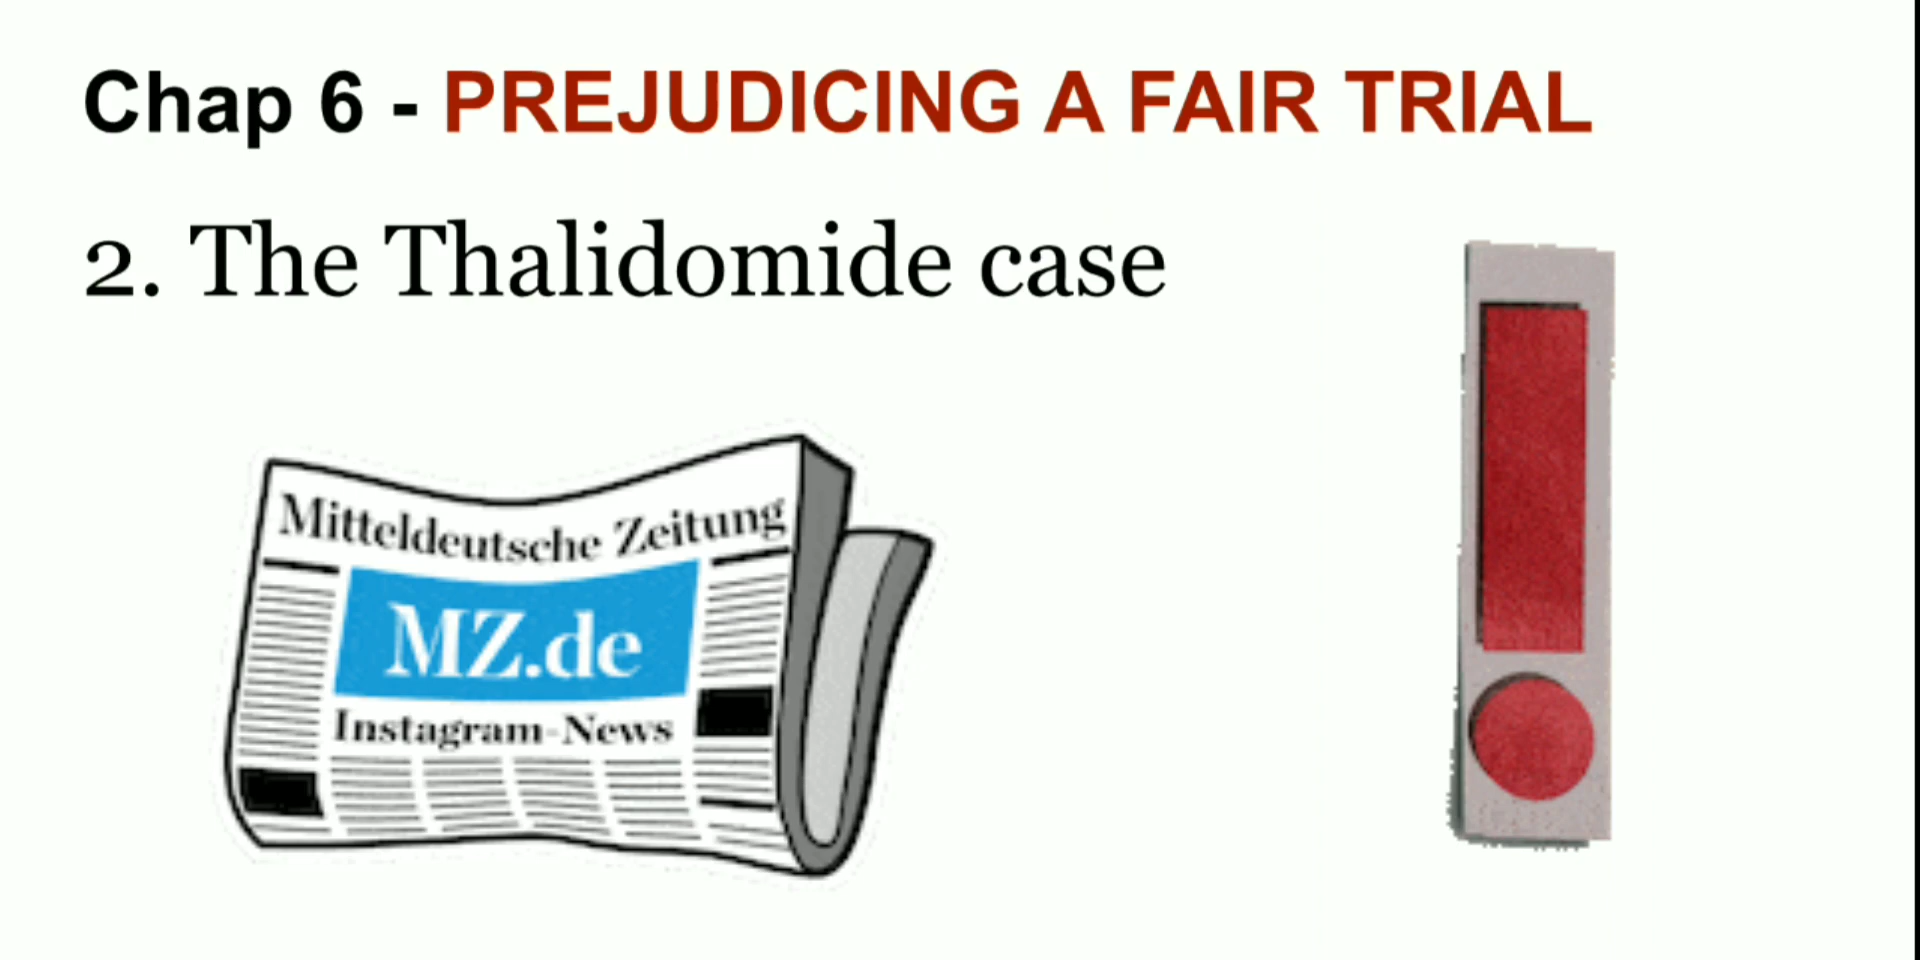 Chap 6 - PREJUDICING A FAIR TRIAL
2. The Thalidomide case
Mitteldeutsche Zeitung
MZ.de
Instagram-News